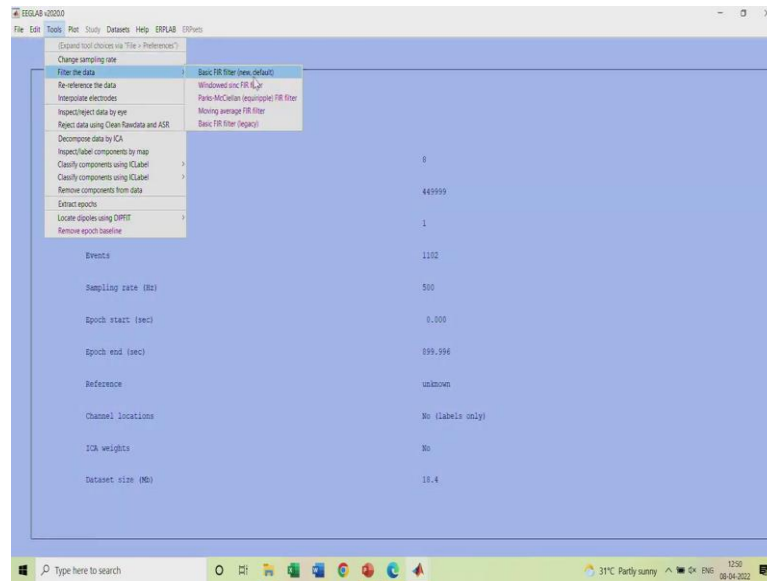 EEGLAB v2020.0
File Edit Tools Plot Study Datasets Help ERPLAB ERPsets
(Expand tool choices via "File > Preferences")
Change sampling rate
Filter the data
Re-reference the data
Interpolate electrodes
Inspect/reject data by eye
Reject data using Clean Rawdata and ASR
Decompose data by ICA
Inspect/label components by map
Classify components using ICLabel
Classify components using ICLabel
Remove components from data
Extract epochs
Locate dipoles using DIPFIT
Remove epoch baseline
Basic FIR filter (new, default)
Windowed sinc FIR filter
Parks-McClellan (equiripple) FIR filter
Moving average FIR filter
Basic FIR filter (legacy)
8
449999
1
Events 1102
Sampling rate (Hz) 500
Epoch start (sec) 0.000
Epoch end (sec) 899.996
Reference unknown
Channel locations No (labels only)
ICA weights No
Dataset size (Mb) 18.4
Type here to search
31°C Partly sunny
ENG
12:50
08-04-2022